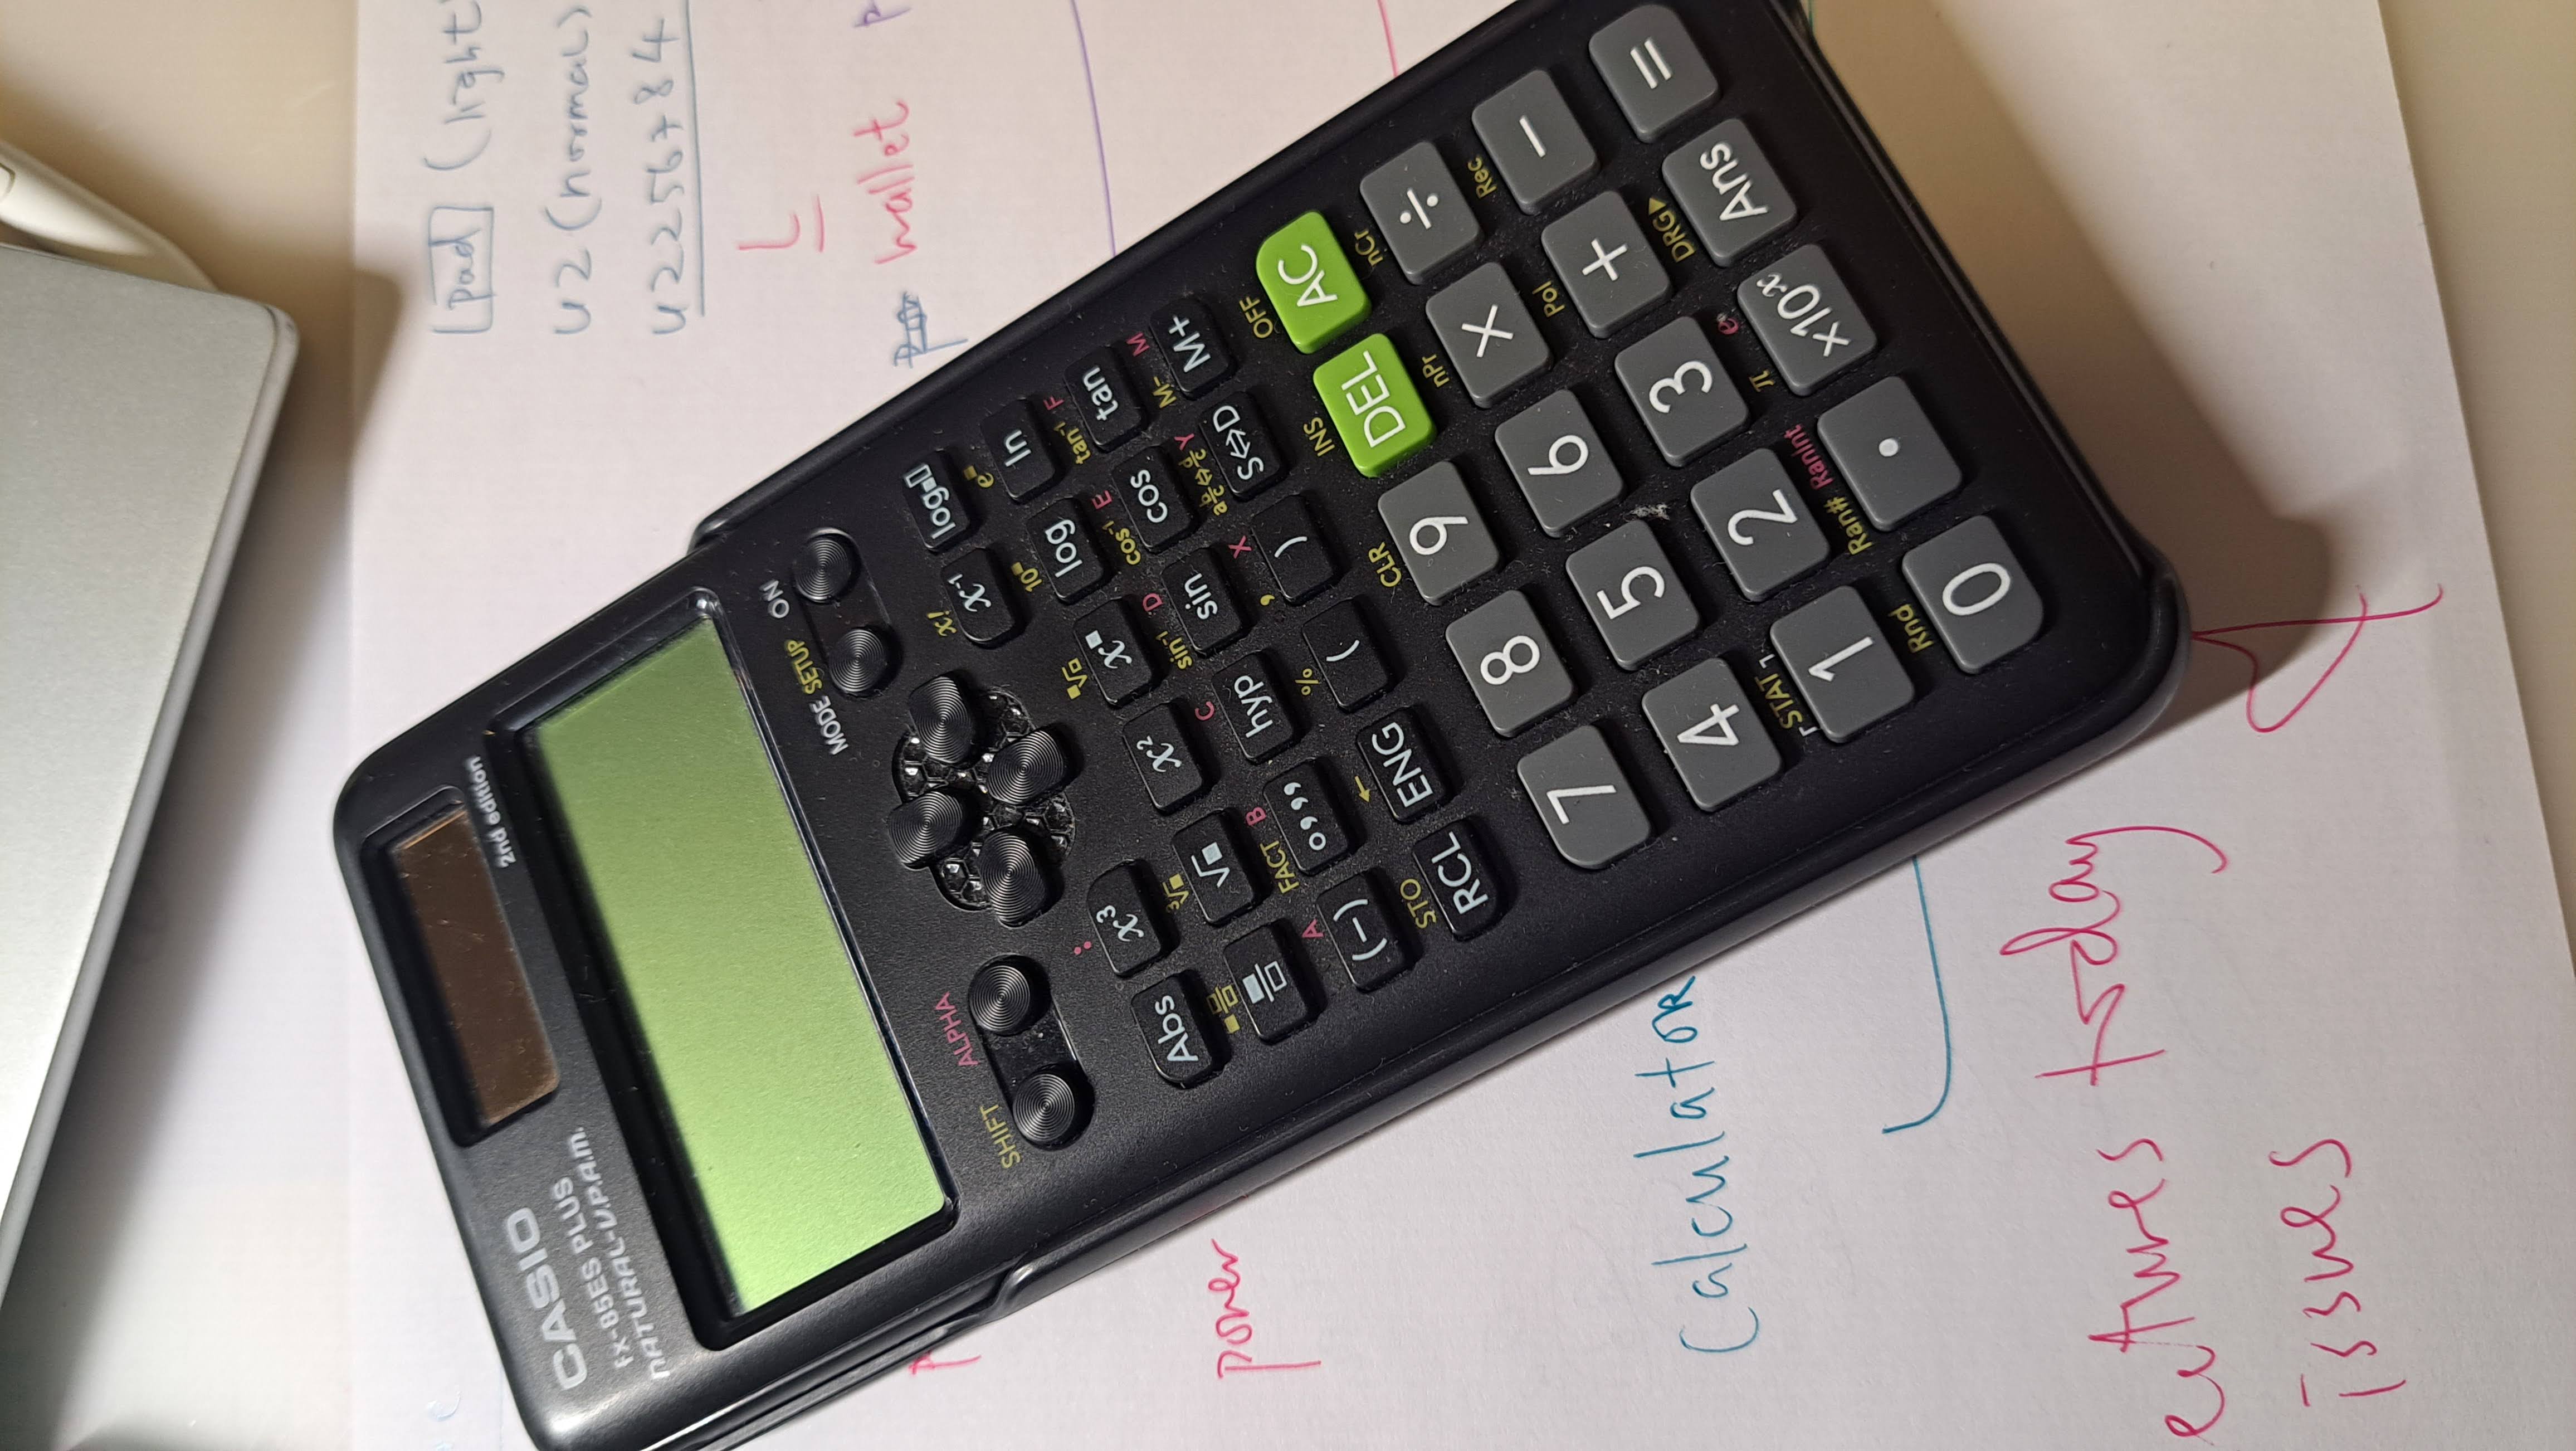 2nd edition
CASIO
fx-85ES PLUS
NATURAL-V.P.A.M.
pad (light
u2 (normal)
u2256784
L
wallet
MODE SETUP ON
SHIFT ALPHA
x! 
x⁻¹ log▪▯
: 10▪ e▪
Abs x³ x² x▪ log ln
▪√▯ sin⁻¹ D cos⁻¹ E tan⁻¹ F
³√▪ FACT B C
√▪ °’’’ hyp sin cos tan
A % , X a b/c⇔d/c Y M- M
(−) ← ( ) S⇔D M+
STO CLR INS OFF
RCL ENG DEL AC
nPr nCr
7 8 9 × ÷
Pol Rec
4 5 6 + −
STAT DRG▶
1 2 3 Ans =
Rnd Ran# RanInt π e
0 . ×10ˣ
power
Calculator
today
issues